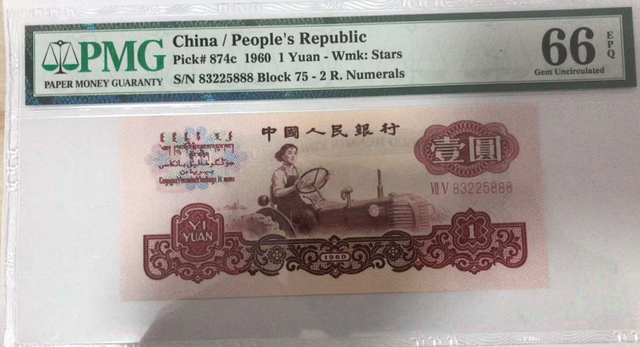 PMG
PAPER MONEY GUARANTY
China / People's Republic
Pick# 874c 1960 1 Yuan - Wmk: Stars
S/N 83225888 Block 75 - 2 R. Numerals
66 EPQ
Gem Uncirculated
中國人民銀行
壹圓
VII V 83225888
YI
YUAN
1960
1